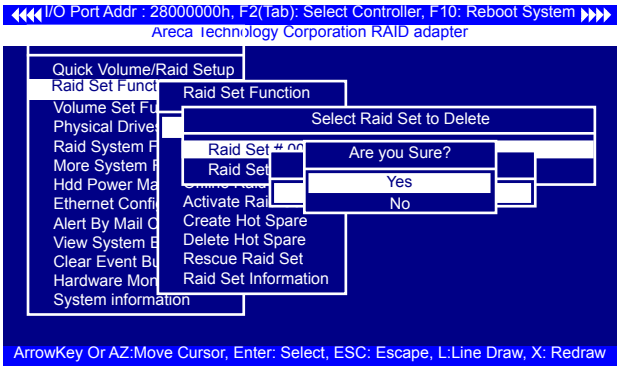 I/O Port Addr : 28000000h, F2(Tab): Select Controller, F10: Reboot System
Areca Technology Corporation RAID adapter
Quick Volume/Raid Setup
Raid Set Funct
Volume Set Fu
Physical Drives
Raid System F
More System F
Hdd Power Ma
Ethernet Confi
Alert By Mail C
View System E
Clear Event Bu
Hardware Mon
System information
Raid Set Function
Select Raid Set to Delete
Raid Set # 00
Raid Set
Are you Sure?
Yes
No
Activate Rai
Create Hot Spare
Delete Hot Spare
Rescue Raid Set
Raid Set Information
ArrowKey Or AZ:Move Cursor, Enter: Select, ESC: Escape, L:Line Draw, X: Redraw